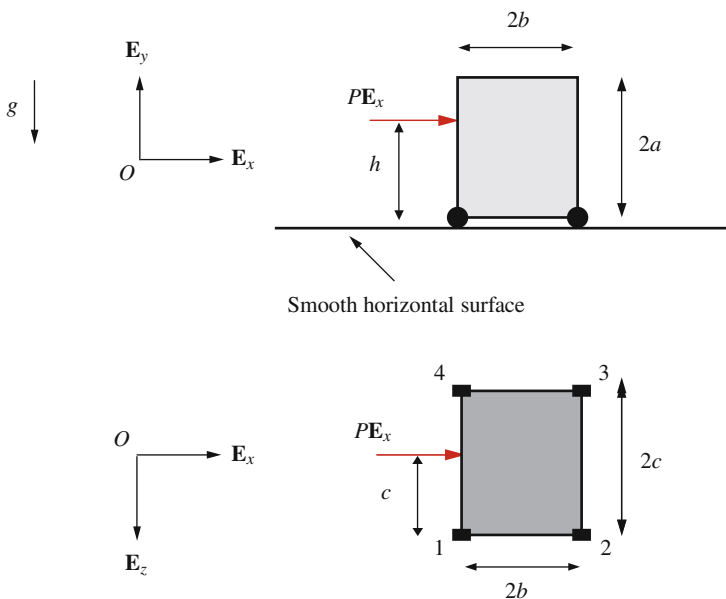 2b
E_y
g
PE_x
h
2a
O
E_x
Smooth horizontal surface
4
3
O
E_x
PE_x
c
2c
1
2
E_z
2b